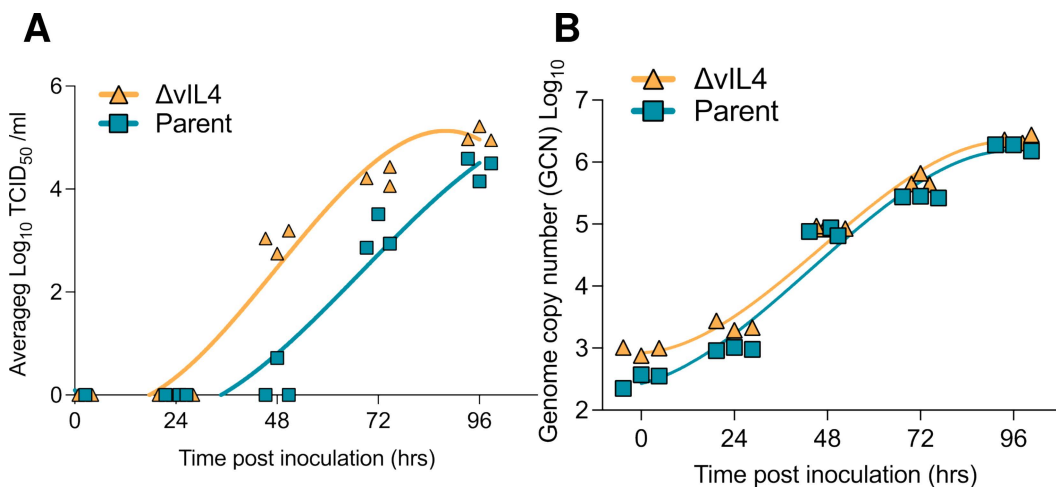 A
ΔvIL4
Parent
Averageg Log10 TCID50 /ml
6
4
2
0
0 24 48 72 96
Time post inoculation (hrs)
B
ΔvIL4
Parent
Genome copy number (GCN) Log10
7
6
5
4
3
2
0 24 48 72 96
Time post inoculation (hrs)